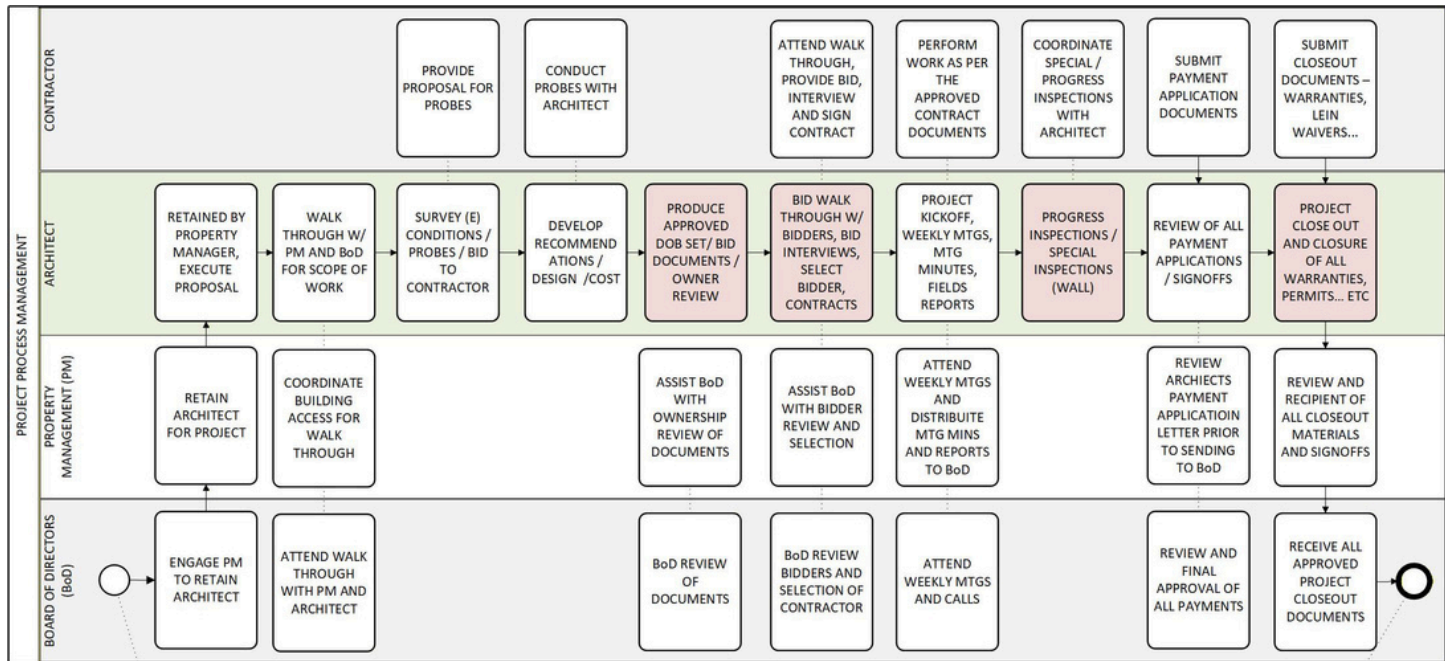 PROJECT PROCESS MANAGEMENT
CONTRACTOR
PROVIDE
PROPOSAL FOR
PROBES
CONDUCT
PROBES WITH
ARCHITECT
ATTEND WALK
THROUGH,
PROVIDE BID,
INTERVIEW
AND SIGN
CONTRACT
PERFORM
WORK AS PER
THE
APPROVED
CONTRACT
DOCUMENTS
COORDINATE
SPECIAL /
PROGRESS
INSPECTIONS
WITH
ARCHITECT
SUBMIT
PAYMENT
APPLICATION
DOCUMENTS
SUBMIT
CLOSEOUT
DOCUMENTS –
WARRANTIES,
LEIN
WAIVERS...
ARCHITECT
RETAINED BY
PROPERTY
MANAGER,
EXECUTE
PROPOSAL
WALK
THROUGH W/
PM AND BoD
FOR SCOPE OF
WORK
SURVEY (E)
CONDITIONS /
PROBES / BID
TO
CONTRACTOR
DEVELOP
RECOMMEND
ATIONS /
DESIGN /COST
PRODUCE
APPROVED
DOB SET/ BID
DOCUMENTS /
OWNER
REVIEW
BID WALK
THROUGH W/
BIDDERS, BID
INTERVIEWS,
SELECT
BIDDER,
CONTRACTS
PROJECT
KICKOFF,
WEEKLY MTGS,
MTG
MINUTES,
FIELDS
REPORTS
PROGRESS
INSPECTIONS /
SPECIAL
INSPECTIONS
(WALL)
REVIEW OF ALL
PAYMENT
APPLICATIONS
/ SIGNOFFS
PROJECT
CLOSE OUT
AND CLOSURE
OF ALL
WARRANTIES,
PERMITS... ETC
PROPERTY
MANAGEMENT (PM)
RETAIN
ARCHITECT
FOR PROJECT
COORDINATE
BUILDING
ACCESS FOR
WALK
THROUGH
ASSIST BoD
WITH
OWNERSHIP
REVIEW OF
DOCUMENTS
ASSIST BoD
WITH BIDDER
REVIEW AND
SELECTION
ATTEND
WEEKLY MTGS
AND
DISTRIBUITE
MTG MINS
AND REPORTS
TO BoD
REVIEW
ARCHIECTS
PAYMENT
APPLICATIOIN
LETTER PRIOR
TO SENDING
TO BoD
REVIEW AND
RECIPIENT OF
ALL CLOSEOUT
MATERIALS
AND SIGNOFFS
BOARD OF DIRECTORS
(BoD)
ENGAGE PM
TO RETAIN
ARCHITECT
ATTEND WALK
THROUGH
WITH PM AND
ARCHITECT
BoD REVIEW
OF
DOCUMENTS
BoD REVIEW
BIDDERS AND
SELECTION OF
CONTRACTOR
ATTEND
WEEKLY MTGS
AND CALLS
REVIEW AND
FINAL
APPROVAL OF
ALL PAYMENTS
RECEIVE ALL
APPROVED
PROJECT
CLOSEOUT
DOCUMENTS